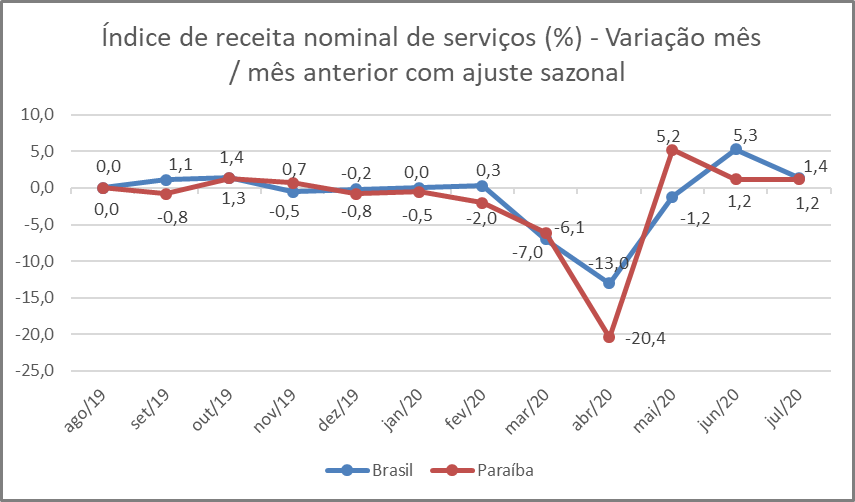 Índice de receita nominal de serviços (%) - Variação mês
/ mês anterior com ajuste sazonal
10,0
5,0
0,0
-5,0
-10,0
-15,0
-20,0
-25,0
0,0 1,1 1,4 0,7 -0,2 0,0 0,3 5,2 5,3 1,4
0,0 -0,8 1,3 -0,5 -0,8 -0,5 -2,0 -6,1 -1,2 1,2 1,2
-7,0 -13,0
-20,4
ago/19 set/19 out/19 nov/19 dez/19 jan/20 fev/20 mar/20 abr/20 mai/20 jun/20 jul/20
Brasil Paraíba